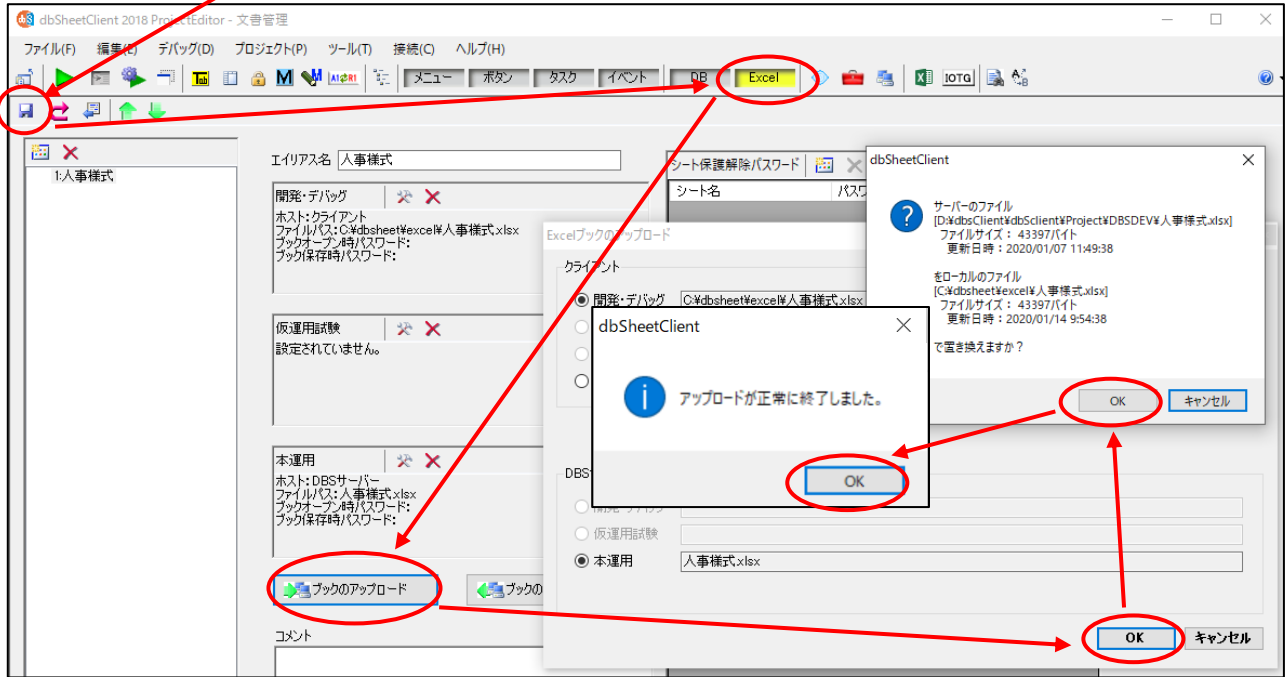 dbSheetClient 2018 ProjectEditor - 文書管理
ファイル(F) 編集(E) デバッグ(D) プロジェクト(P) ツール(T) 接続(C) ヘルプ(H)
Tab M A1⇄R1 メニュー ボタン タスク イベント DB Excel IOTG
1:人事様式
エイリアス名 人事様式
開発・デバッグ
ホスト:クライアント
ファイルパス:C:¥dbsheet¥excel¥人事様式.xlsx
ブックオープン時パスワード:
ブック保存時パスワード:
仮運用試験
設定されていません。
本運用
ホスト:DBSサーバー
ファイルパス:人事様式.xlsx
ブックオープン時パスワード:
ブック保存時パスワード:
ブックのアップロード ブックの
コメント
シート保護解除パスワード
シート名 パスワ
Excelブックのアップロード
クライアント
開発・デバッグ C:¥dbsheet¥excel¥人事様式.xlsx
DBS
仮運用試験
本運用 人事様式.xlsx
OK キャンセル
dbSheetClient
サーバーのファイル
[D:¥dbsClient¥dbSclient¥Project¥DBSDEV¥人事様式.xlsx]
ファイルサイズ: 43397バイト
更新日時:2020/01/07 11:49:38
をローカルのファイル
[C:¥dbsheet¥excel¥人事様式.xlsx]
ファイルサイズ: 43397バイト
更新日時:2020/01/14 9:54:38
で置き換えますか?
OK キャンセル
dbSheetClient
アップロードが正常に終了しました。
OK